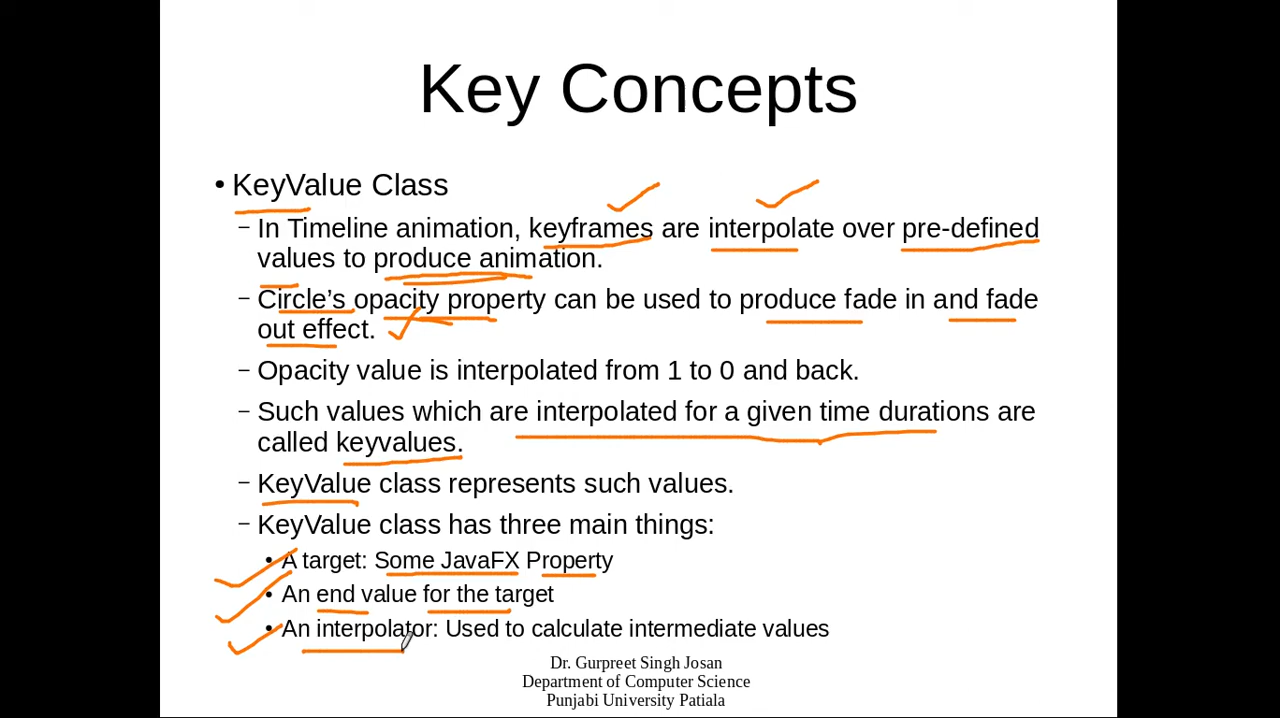 Key Concepts
• KeyValue Class
– In Timeline animation, keyframes are interpolate over pre-defined
values to produce animation.
– Circle’s opacity property can be used to produce fade in and fade
out effect.
– Opacity value is interpolated from 1 to 0 and back.
– Such values which are interpolated for a given time durations are
called keyvalues.
– KeyValue class represents such values.
– KeyValue class has three main things:
• A target: Some JavaFX Property
• An end value for the target
• An interpolator: Used to calculate intermediate values
Dr. Gurpreet Singh Josan
Department of Computer Science
Punjabi University Patiala